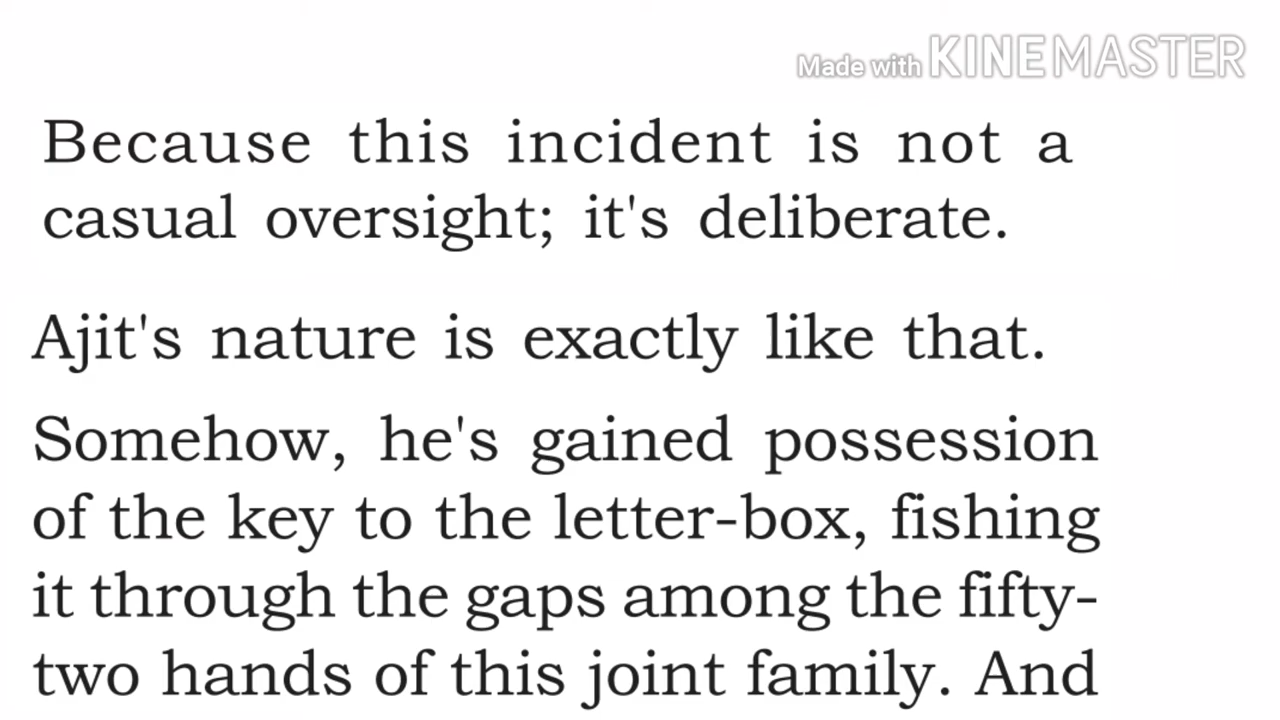 Made with KINEMASTER
Because this incident is not a
casual oversight; it's deliberate.
Ajit's nature is exactly like that.
Somehow, he's gained possession
of the key to the letter-box, fishing
it through the gaps among the fifty-
two hands of this joint family. And